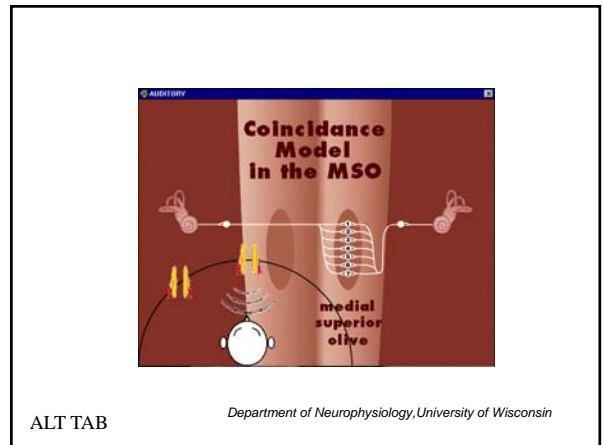 AUDITORY
Coincidance
Model
in the MSO
medial
superior
olive
ALT TAB
Department of Neurophysiology,University of Wisconsin